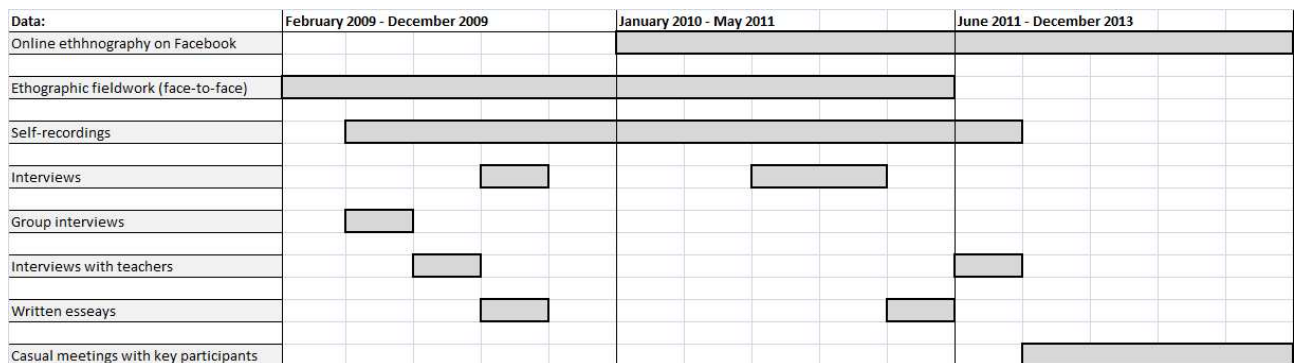 Data: February 2009 - December 2009 January 2010 - May 2011 June 2011 - December 2013
Online ethhnography on Facebook
Ethographic fieldwork (face-to-face)
Self-recordings
Interviews
Group interviews
Interviews with teachers
Written esseays
Casual meetings with key participants